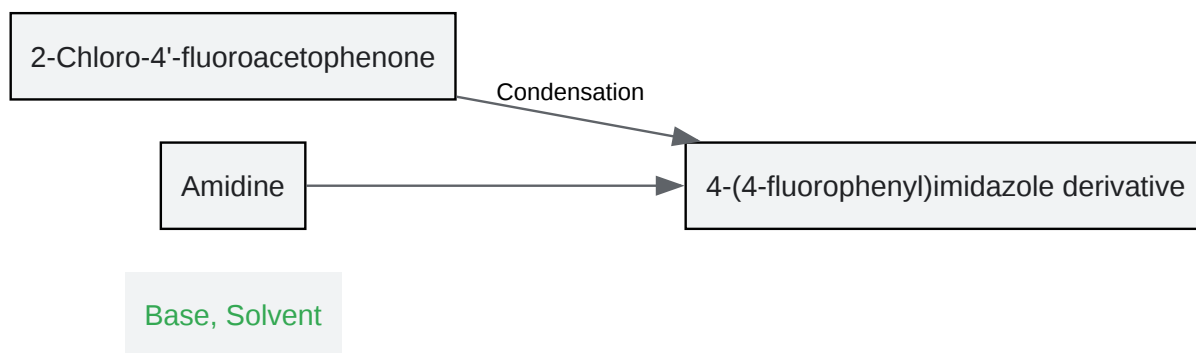 2-Chloro-4'-fluoroacetophenone
Condensation
Amidine
4-(4-fluorophenyl)imidazole derivative
Base, Solvent